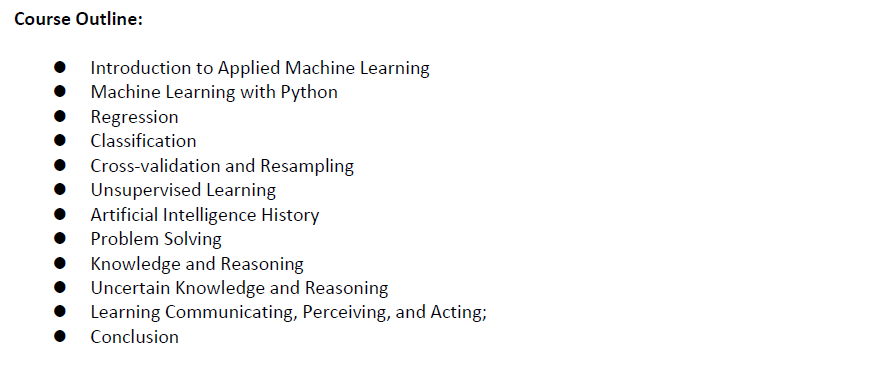 Course Outline:
● Introduction to Applied Machine Learning
● Machine Learning with Python
● Regression
● Classification
● Cross-validation and Resampling
● Unsupervised Learning
● Artificial Intelligence History
● Problem Solving
● Knowledge and Reasoning
● Uncertain Knowledge and Reasoning
● Learning Communicating, Perceiving, and Acting;
● Conclusion